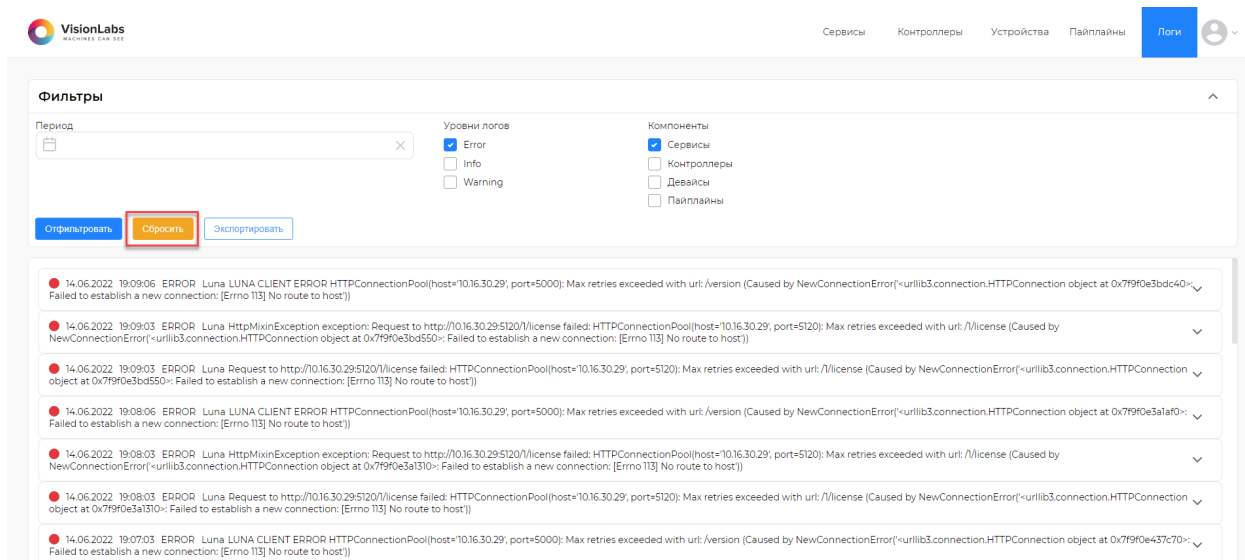 VisionLabs
MACHINES CAN SEE
Сервисы Контроллеры Устройства Пайплайны Логи
Фильтры
Период Уровни логов Компоненты
Error Сервисы
Info Контроллеры
Warning Девайсы
Пайплайны
Отфильтровать Сбросить Экспортировать
14.06.2022 19:09:06 ERROR Luna LUNA CLIENT ERROR HTTPConnectionPool(host='10.16.30.29', port=5000): Max retries exceeded with url: /version (Caused by NewConnectionError('<urllib3.connection.HTTPConnection object at 0x7f9f0e3bdc40>:
Failed to establish a new connection: [Errno 113] No route to host'))
14.06.2022 19:09:03 ERROR Luna HttpMixinException exception: Request to http://10.16.30.29:5120/1/license failed: HTTPConnectionPool(host='10.16.30.29', port=5120): Max retries exceeded with url: /1/license (Caused by
NewConnectionError('<urllib3.connection.HTTPConnection object at 0x7f9f0e3bd550>: Failed to establish a new connection: [Errno 113] No route to host'))
14.06.2022 19:09:03 ERROR Luna Request to http://10.16.30.29:5120/1/license failed: HTTPConnectionPool(host='10.16.30.29', port=5120): Max retries exceeded with url: /1/license (Caused by NewConnectionError('<urllib3.connection.HTTPConnection
object at 0x7f9f0e3bd550>: Failed to establish a new connection: [Errno 113] No route to host'))
14.06.2022 19:08:06 ERROR Luna LUNA CLIENT ERROR HTTPConnectionPool(host='10.16.30.29', port=5000): Max retries exceeded with url: /version (Caused by NewConnectionError('<urllib3.connection.HTTPConnection object at 0x7f9f0e3a1af0>:
Failed to establish a new connection: [Errno 113] No route to host'))
14.06.2022 19:08:03 ERROR Luna HttpMixinException exception: Request to http://10.16.30.29:5120/1/license failed: HTTPConnectionPool(host='10.16.30.29', port=5120): Max retries exceeded with url: /1/license (Caused by
NewConnectionError('<urllib3.connection.HTTPConnection object at 0x7f9f0e3a1310>: Failed to establish a new connection: [Errno 113] No route to host'))
14.06.2022 19:08:03 ERROR Luna Request to http://10.16.30.29:5120/1/license failed: HTTPConnectionPool(host='10.16.30.29', port=5120): Max retries exceeded with url: /1/license (Caused by NewConnectionError('<urllib3.connection.HTTPConnection
object at 0x7f9f0e3a1310>: Failed to establish a new connection: [Errno 113] No route to host'))
14.06.2022 19:07:03 ERROR Luna LUNA CLIENT ERROR HTTPConnectionPool(host='10.16.30.29', port=5000): Max retries exceeded with url: /version (Caused by NewConnectionError('<urllib3.connection.HTTPConnection object at 0x7f9f0e437c70>:
Failed to establish a new connection: [Errno 113] No route to host'))